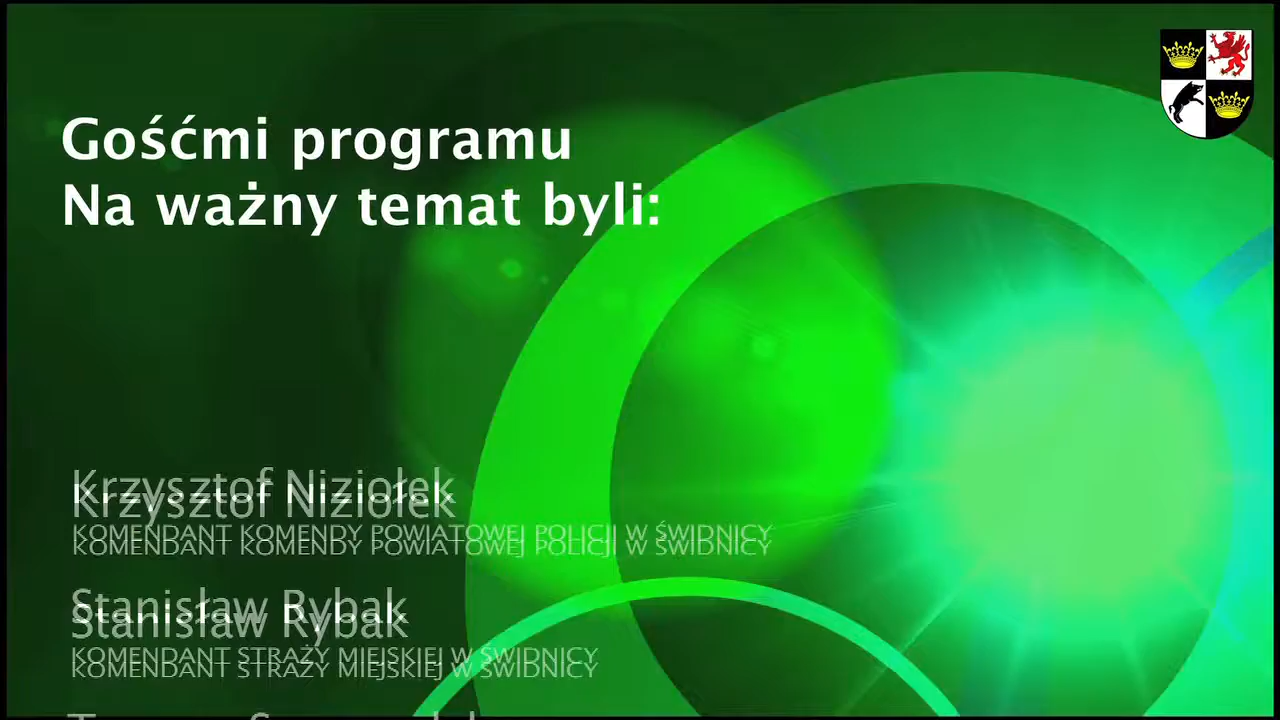 Gośćmi programu
Na ważny temat byli:
Krzysztof Niziołek
KOMENDANT KOMENDY POWIATOWEJ POLICJI W ŚWIDNICY
Stanisław Rybak
KOMENDANT STRAŻY MIEJSKIEJ W ŚWIDNICY